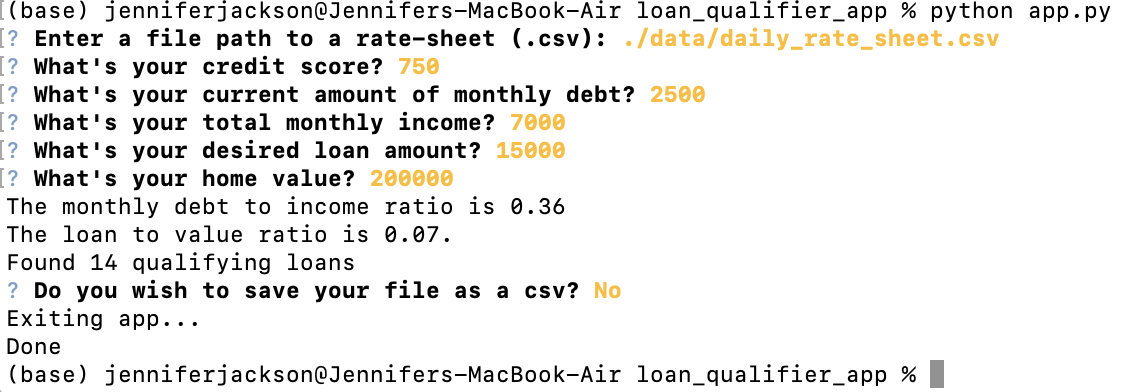 (base) jenniferjackson@Jennifers-MacBook-Air loan_qualifier_app % python app.py
? Enter a file path to a rate-sheet (.csv): ./data/daily_rate_sheet.csv
? What's your credit score? 750
? What's your current amount of monthly debt? 2500
? What's your total monthly income? 7000
? What's your desired loan amount? 15000
? What's your home value? 200000
The monthly debt to income ratio is 0.36
The loan to value ratio is 0.07.
Found 14 qualifying loans
? Do you wish to save your file as a csv? No
Exiting app...
Done
(base) jenniferjackson@Jennifers-MacBook-Air loan_qualifier_app %